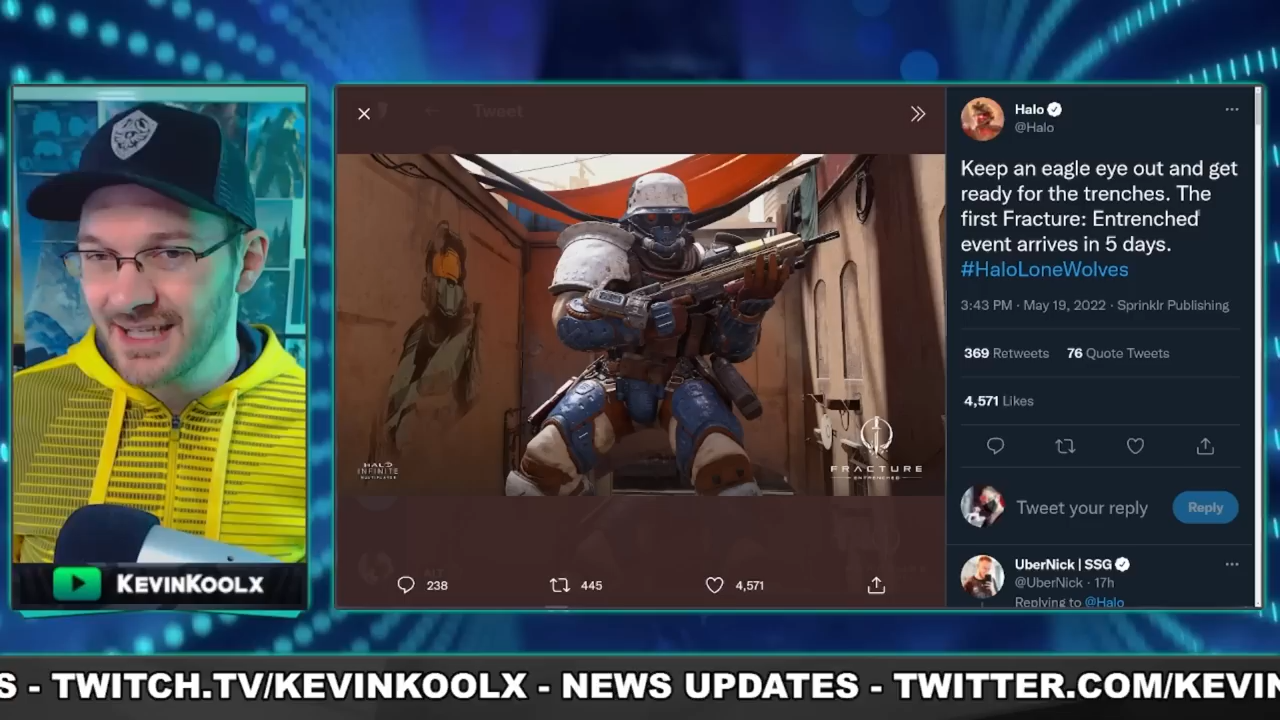 Tweet
Halo
@Halo
Keep an eagle eye out and get
ready for the trenches. The
first Fracture: Entrenched
event arrives in 5 days.
#HaloLoneWolves
3:43 PM · May 19, 2022 · Sprinklr Publishing
369 Retweets 76 Quote Tweets
4,571 Likes
Tweet your reply
Reply
UberNick | SSG
@UberNick · 17h
Replying to @Halo
HALO
INFINITE
MULTIPLAYER
FRACTURE
ENTRENCHED
238
445
4,571
KEVINKOOLX
S - TWITCH.TV/KEVINKOOLX - NEWS UPDATES - TWITTER.COM/KEVIN